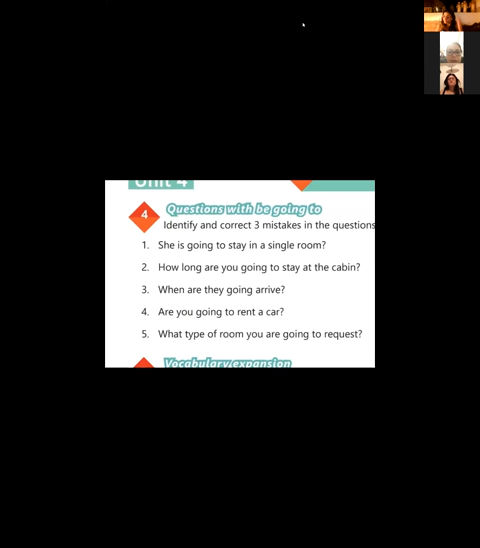 Unit 4
4 Questions with be going to
Identify and correct 3 mistakes in the questions
1. She is going to stay in a single room?
2. How long are you going to stay at the cabin?
3. When are they going arrive?
4. Are you going to rent a car?
5. What type of room you are going to request?
Vocabulary expansion